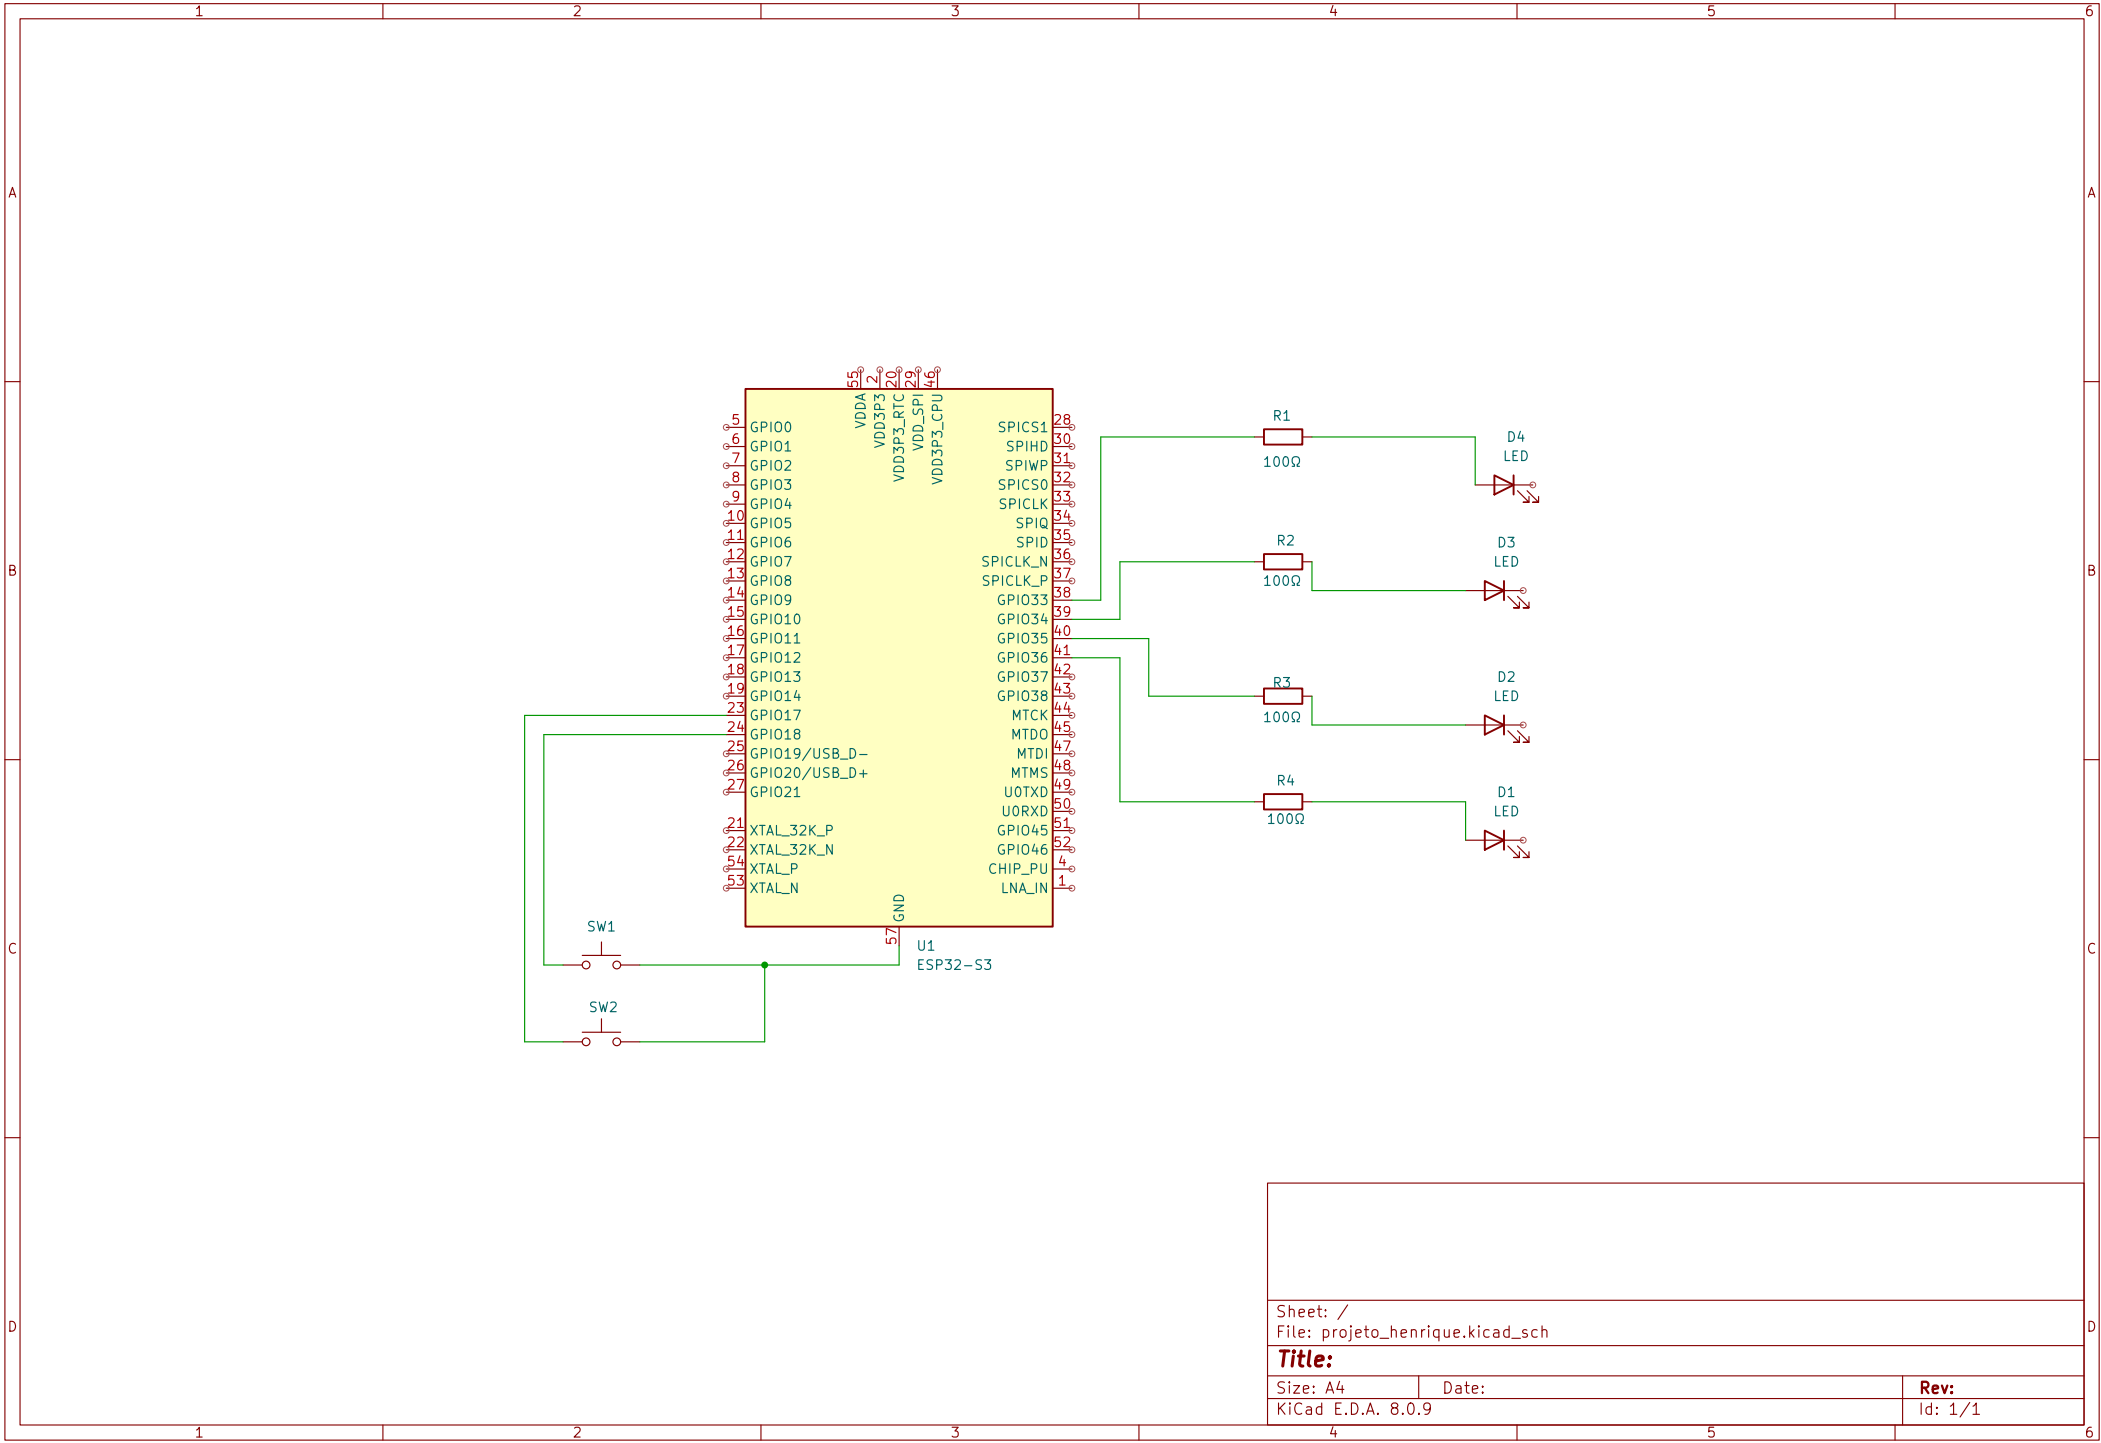 1 2 3 4 5 6
A A
B B
C C
D D
1 2 3 4 5 6
55 2 20 29 46
VDDA
VDD3P3
VDD3P3_RTC
VDD_SPI
VDD3P3_CPU
5 GPIO0
6 GPIO1
7 GPIO2
8 GPIO3
9 GPIO4
10 GPIO5
11 GPIO6
12 GPIO7
13 GPIO8
14 GPIO9
15 GPIO10
16 GPIO11
17 GPIO12
18 GPIO13
19 GPIO14
23 GPIO17
24 GPIO18
25 GPIO19/USB_D-
26 GPIO20/USB_D+
27 GPIO21
21 XTAL_32K_P
22 XTAL_32K_N
54 XTAL_P
53 XTAL_N
SPICS1 28
SPIHD 30
SPIWP 31
SPICS0 32
SPICLK 33
SPIQ 34
SPID 35
SPICLK_N 36
SPICLK_P 37
GPIO33 38
GPIO34 39
GPIO35 40
GPIO36 41
GPIO37 42
GPIO38 43
MTCK 44
MTDO 45
MTDI 47
MTMS 48
U0TXD 49
U0RXD 50
GPIO45 51
GPIO46 52
CHIP_PU 4
LNA_IN 1
GND
57
U1
ESP32-S3
SW1
SW2
R1
100Ω
R2
100Ω
R3
100Ω
R4
100Ω
D4
LED
D3
LED
D2
LED
D1
LED
Sheet: /
File: projeto_henrique.kicad_sch
Title:
Size: A4 Date: Rev:
KiCad E.D.A. 8.0.9 Id: 1/1